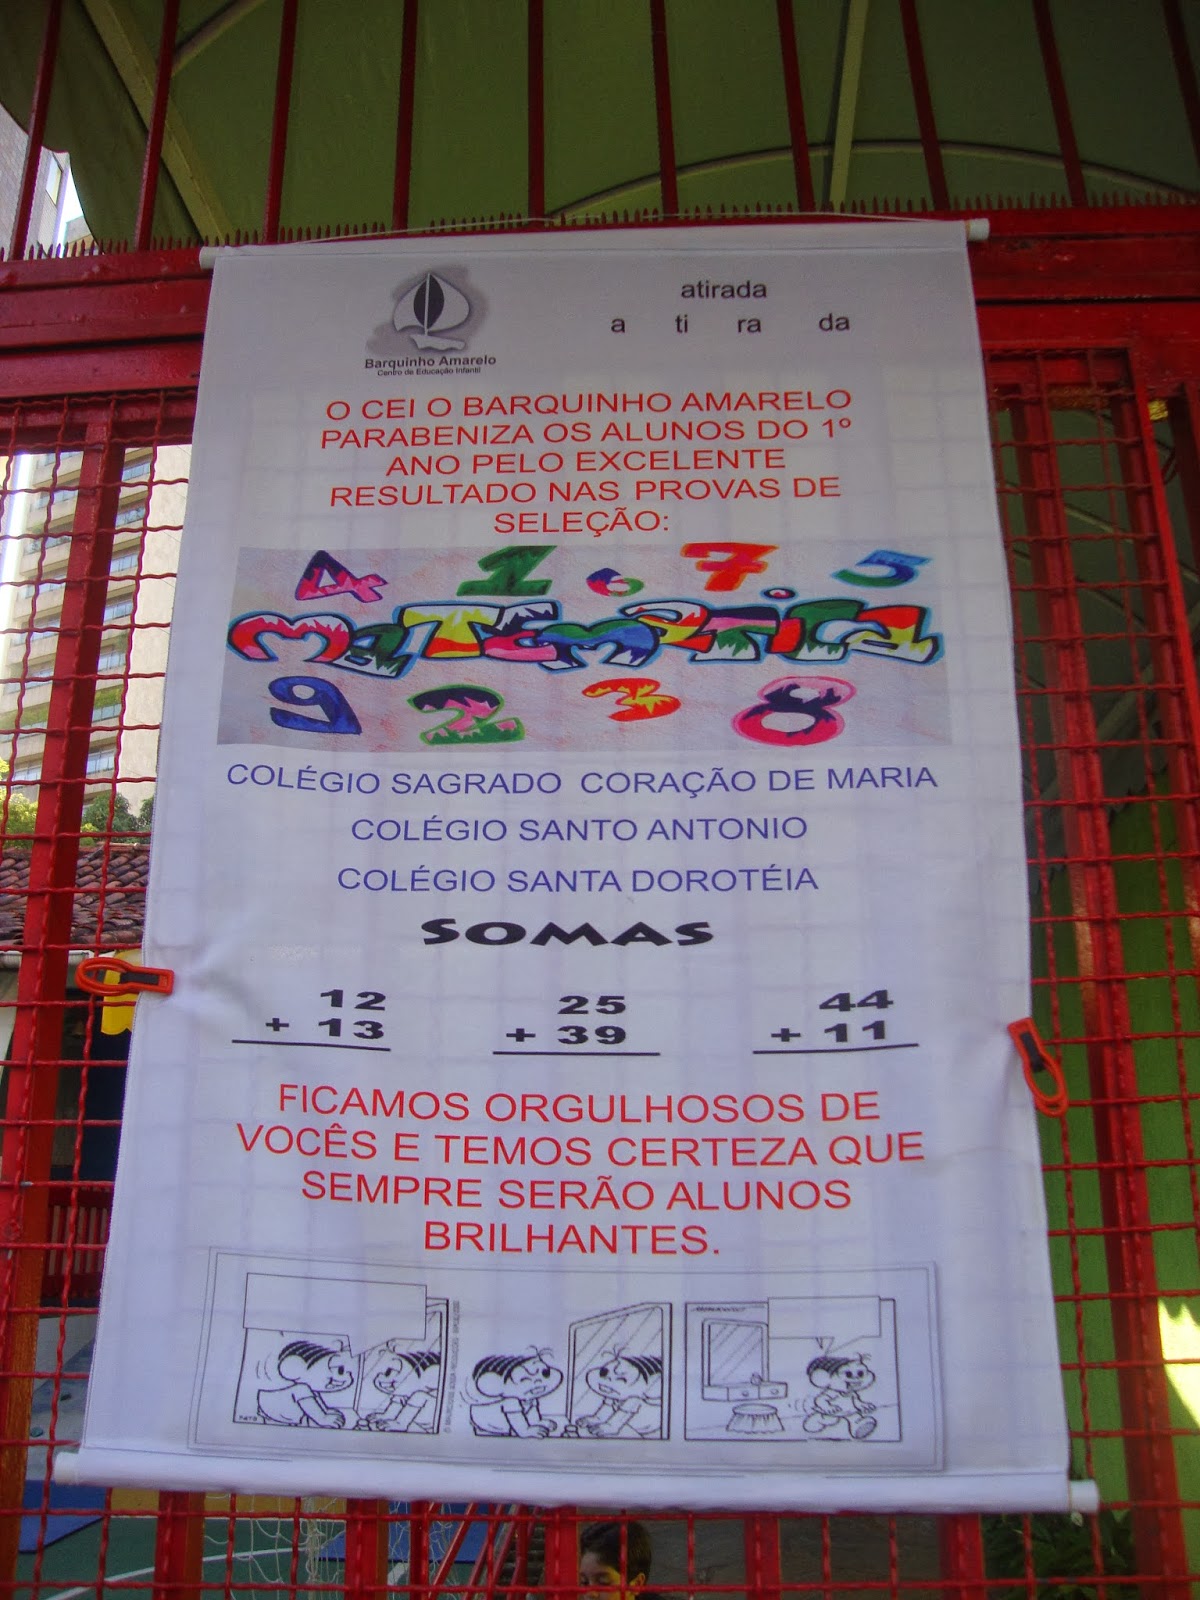 atirada
a ti ra da
Barquinho Amarelo
Centro de Educação Infantil
O CEI O BARQUINHO AMARELO
PARABENIZA OS ALUNOS DO 1º
ANO PELO EXCELENTE
RESULTADO NAS PROVAS DE
SELEÇÃO:
4 1 6 7 5
MATEMÁTICA
9 2 3 8
COLÉGIO SAGRADO CORAÇÃO DE MARIA
COLÉGIO SANTO ANTONIO
COLÉGIO SANTA DOROTÉIA
SOMAS
12 25 44
+ 13 + 39 + 11
FICAMOS ORGULHOSOS DE
VOCÊS E TEMOS CERTEZA QUE
SEMPRE SERÃO ALUNOS
BRILHANTES.